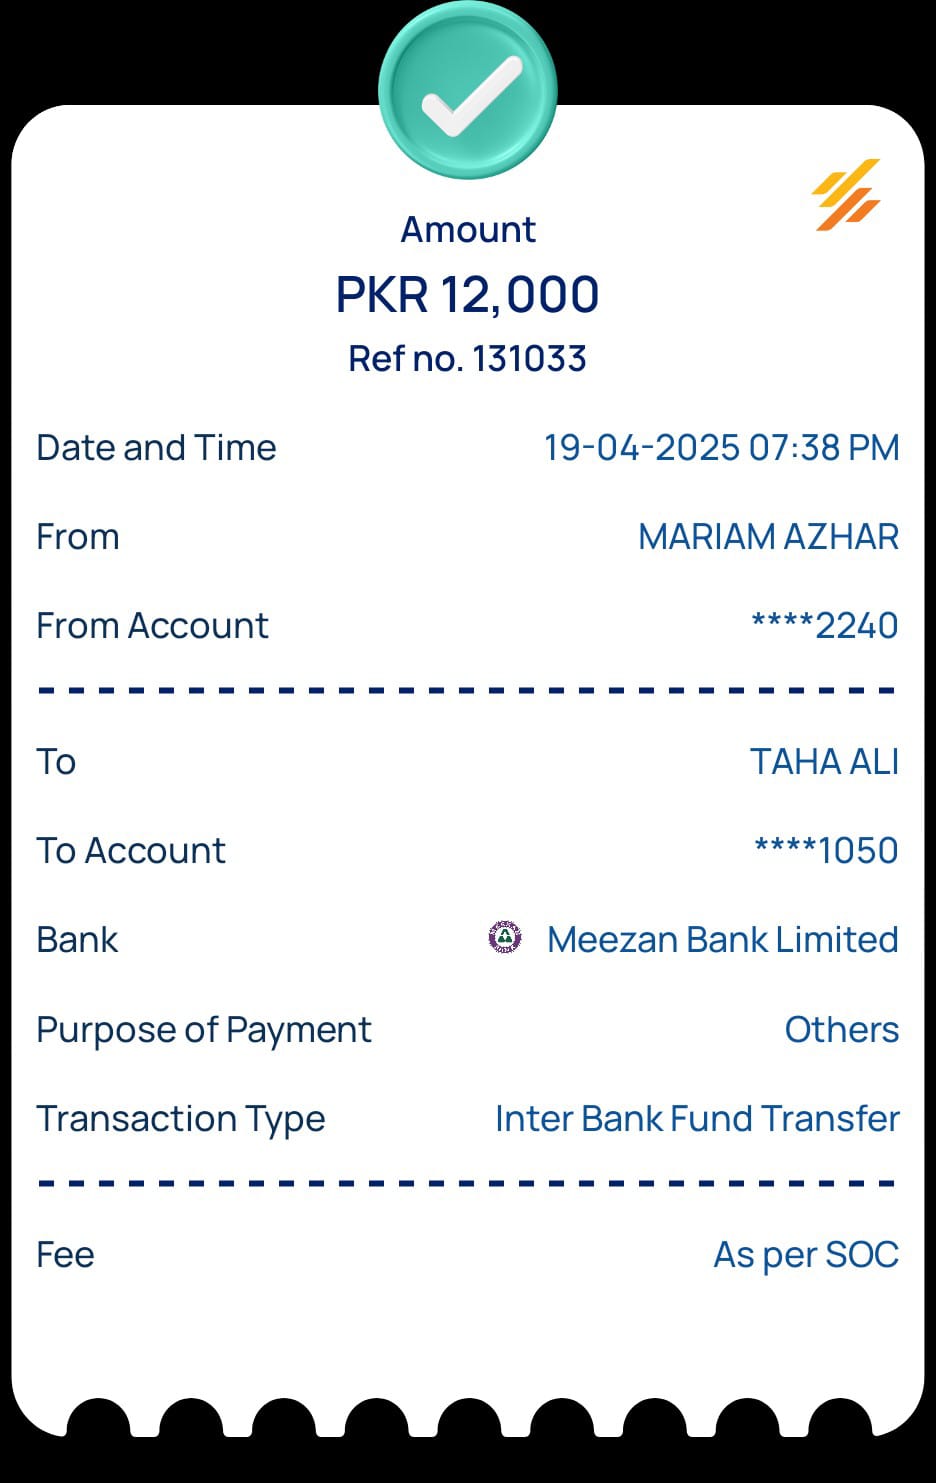 Amount
PKR 12,000
Ref no. 131033
Date and Time 19-04-2025 07:38 PM
From MARIAM AZHAR
From Account ****2240
To TAHA ALI
To Account ****1050
Bank Meezan Bank Limited
Purpose of Payment Others
Transaction Type Inter Bank Fund Transfer
Fee As per SOC